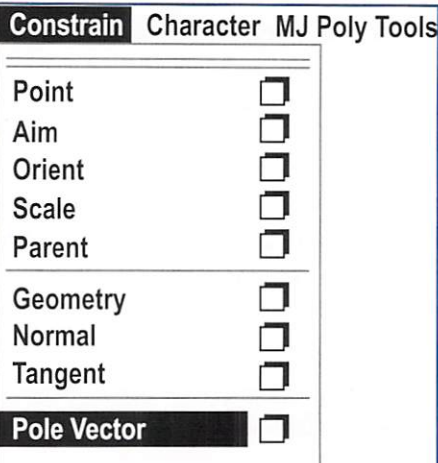 Constrain Character MJ Poly Tools
Point
Aim
Orient
Scale
Parent
Geometry
Normal
Tangent
Pole Vector